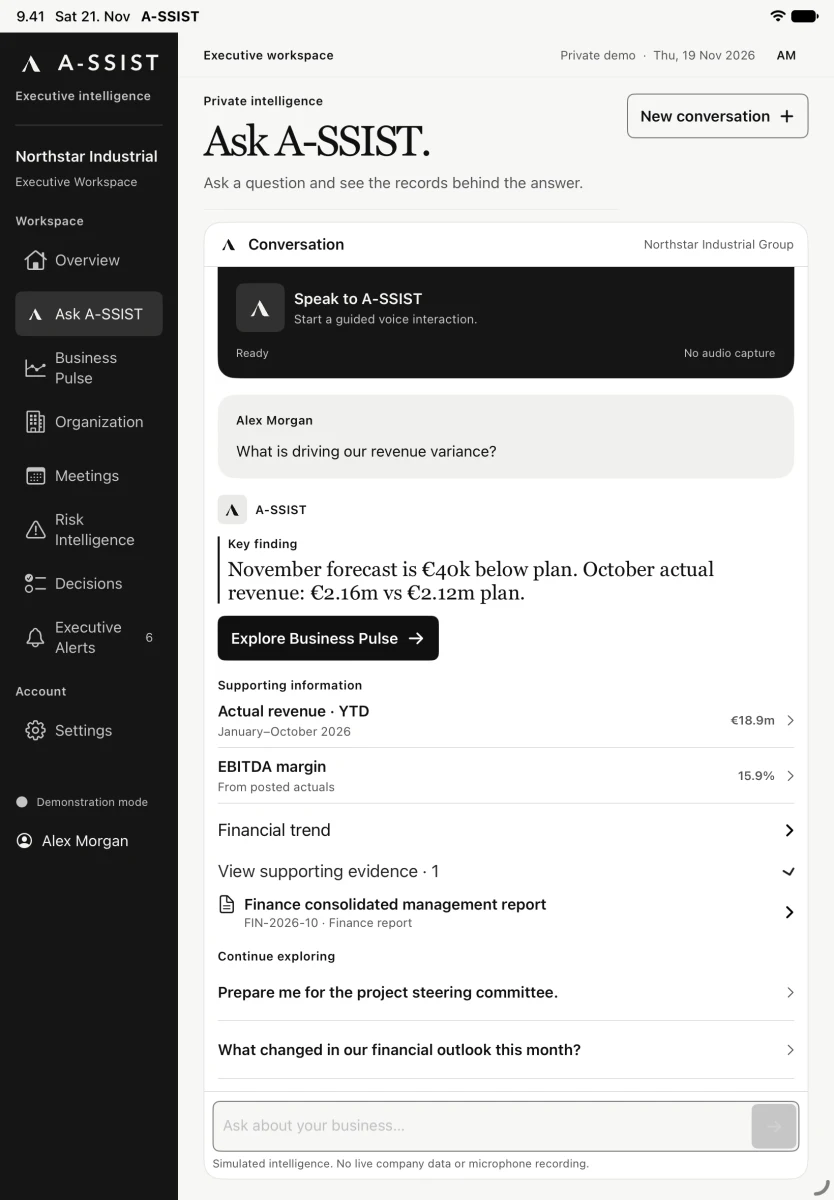 9.41 Sat 21. Nov A-SSIST
A-SSIST
Executive intelligence
Northstar Industrial
Executive Workspace
Workspace
Overview
Ask A-SSIST
Business
Pulse
Organization
Meetings
Risk
Intelligence
Decisions
Executive
Alerts
6
Account
Settings
Demonstration mode
Alex Morgan
Executive workspace
Private demo · Thu, 19 Nov 2026 AM
Private intelligence
Ask A-SSIST.
Ask a question and see the records behind the answer.
New conversation +
Conversation
Northstar Industrial Group
Speak to A-SSIST
Start a guided voice interaction.
Ready
No audio capture
Alex Morgan
What is driving our revenue variance?
A-SSIST
Key finding
November forecast is €40k below plan. October actual
revenue: €2.16m vs €2.12m plan.
Explore Business Pulse →
Supporting information
Actual revenue · YTD
January–October 2026
€18.9m
EBITDA margin
From posted actuals
15.9%
Financial trend
View supporting evidence · 1
Finance consolidated management report
FIN-2026-10 · Finance report
Continue exploring
Prepare me for the project steering committee.
What changed in our financial outlook this month?
Ask about your business...
Simulated intelligence. No live company data or microphone recording.